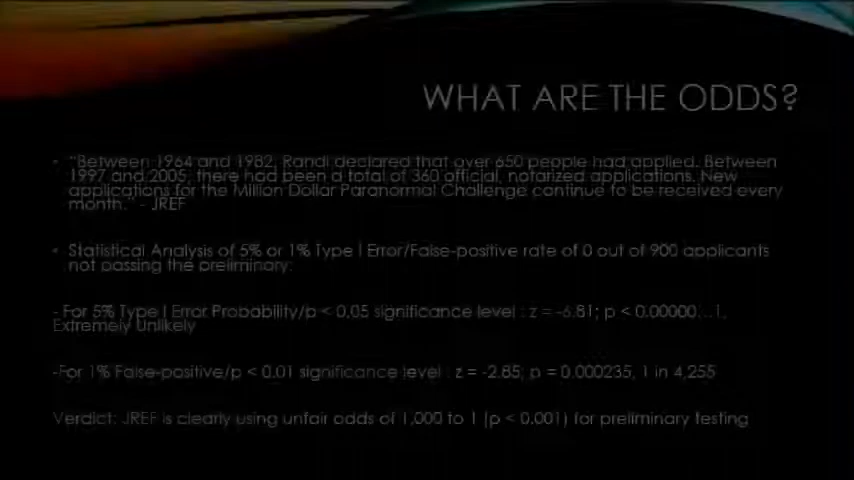 WHAT ARE THE ODDS?
• "Between 1964 and 1982, Randi declared that over 650 people had applied. Between
1997 and 2005, there had been a total of 360 official, notarized applications. New
applications for the Million Dollar Paranormal Challenge continue to be received every
month." - JREF
• Statistical Analysis of 5% or 1% Type I Error/False-positive rate of 0 out of 900 applicants
not passing the preliminary:
- For 5% Type I Error Probability/p < 0.05 significance level : z = -6.81; p < 0.00000...1,
Extremely Unlikely
-For 1% False-positive/p < 0.01 significance level : z = -2.85; p = 0.000235, 1 in 4,255
Verdict: JREF is clearly using unfair odds of 1,000 to 1 (p < 0.001) for preliminary testing